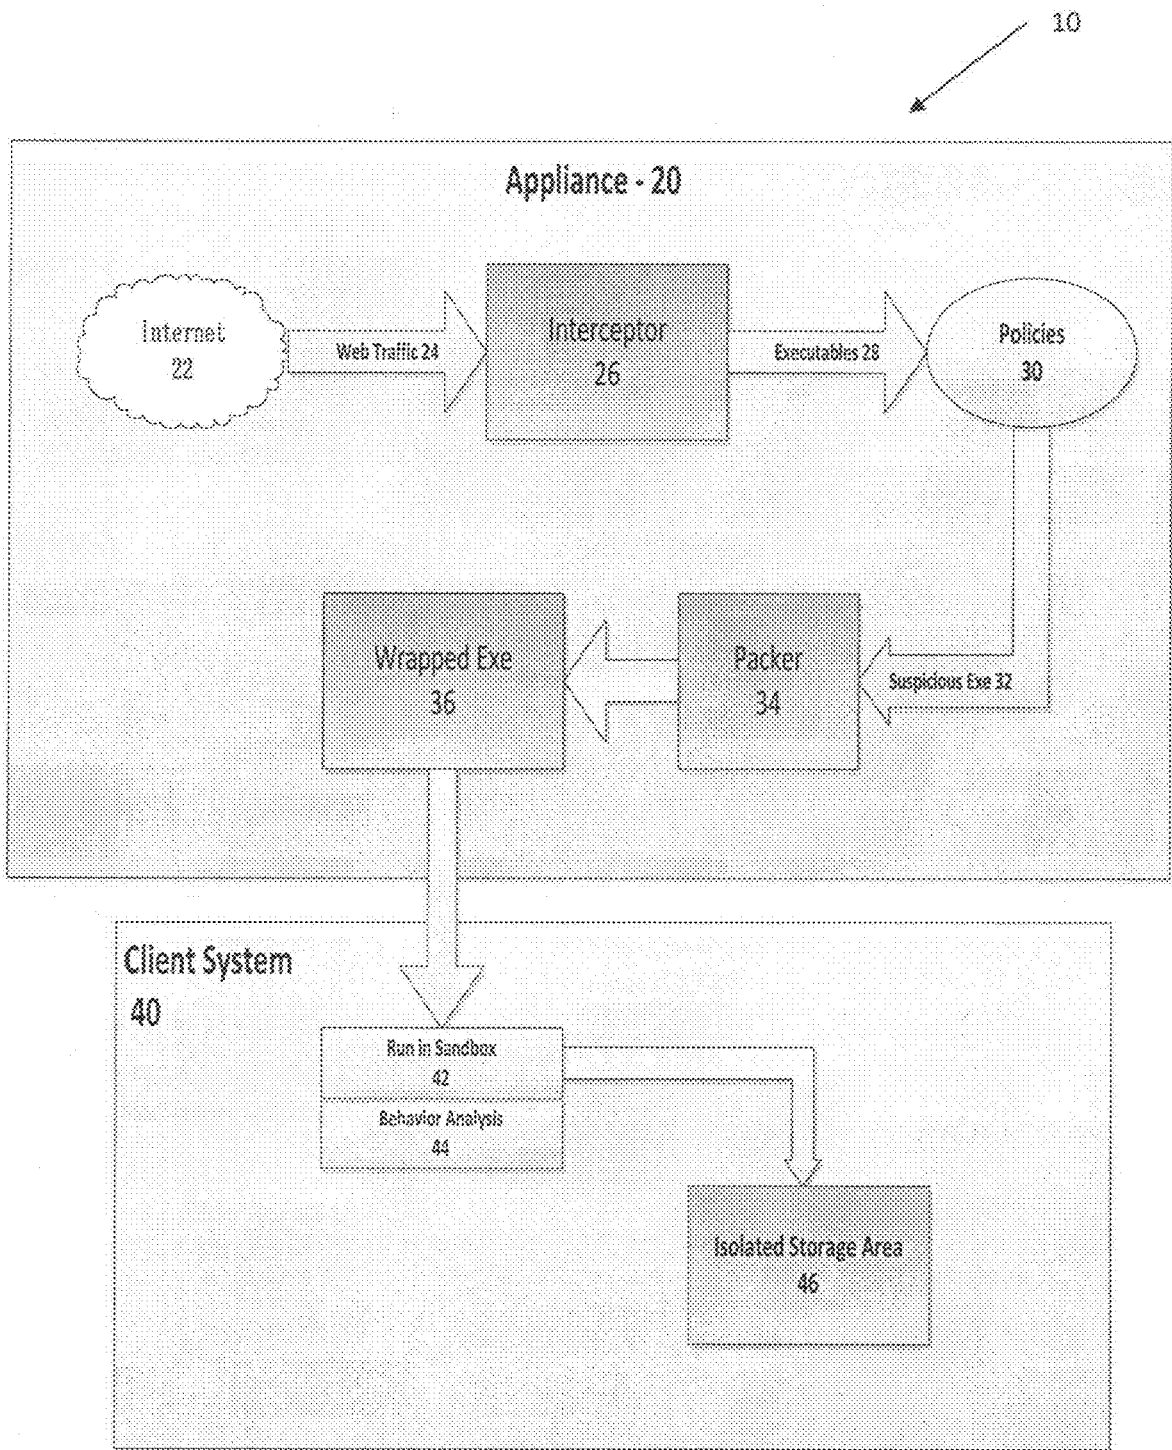 10
Appliance - 20
Internet
22
Web Traffic 24
Interceptor
26
Executables 28
Policies
30
Wrapped Exe
36
Packer
34
Suspicious Exe 32
Client System
40
Run in Sandbox
42
Behavior Analysis
44
Isolated Storage Area
46